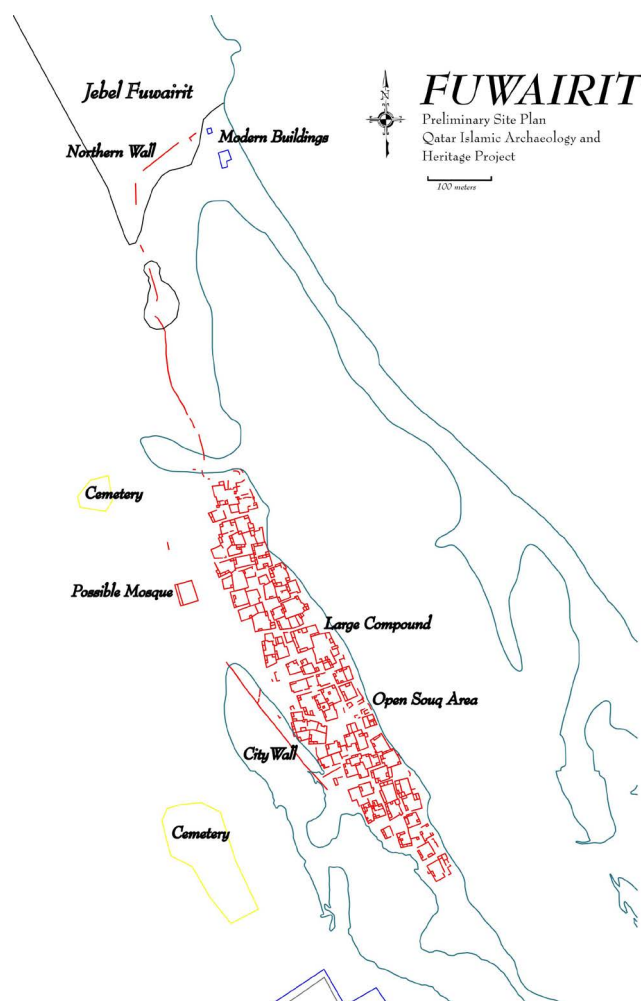 FUWAIRIT
Preliminary Site Plan
Qatar Islamic Archaeology and
Heritage Project
N
100 meters
Jebel Fuwairit
Modern Buildings
Northern Wall
Cemetery
Possible Mosque
Large Compound
Open Souq Area
City Wall
Cemetery